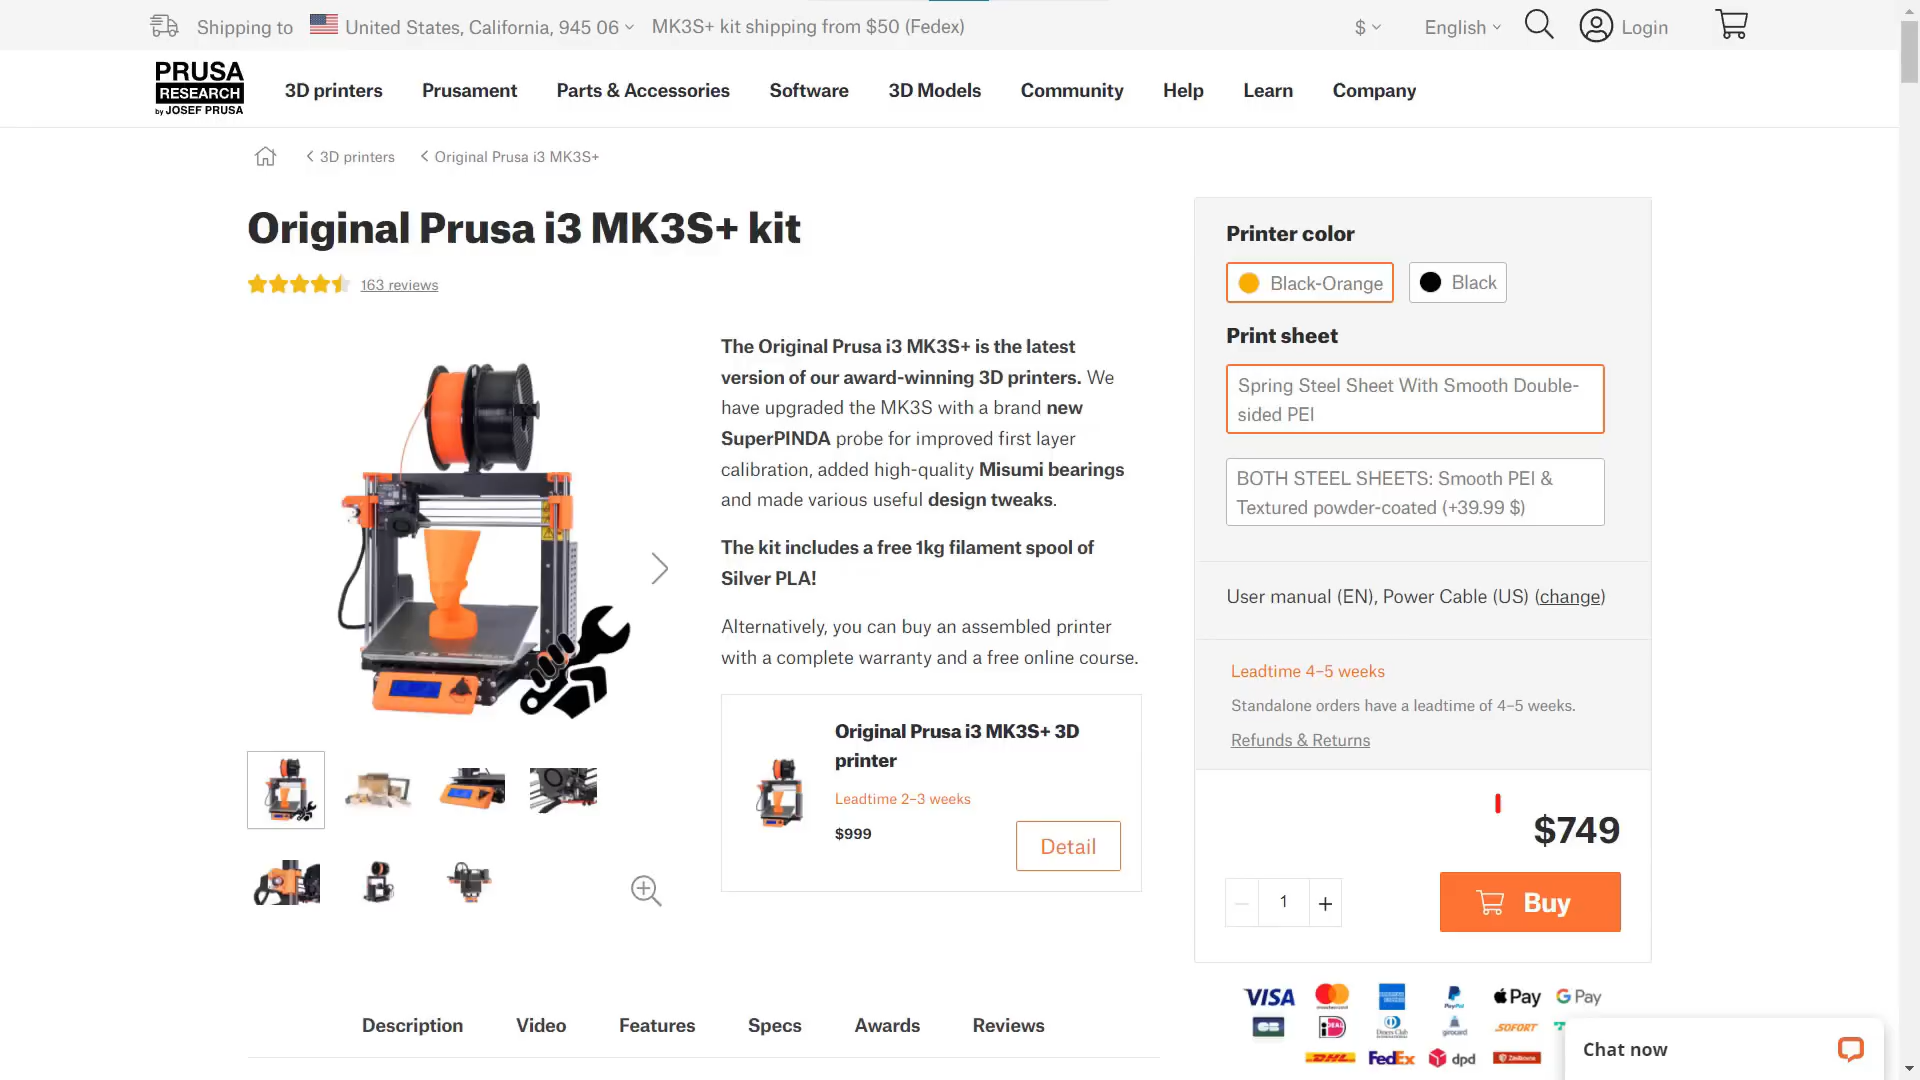 Shipping to United States, California, 945 06 MK3S+ kit shipping from $50 (Fedex) $ English Login
PRUSA
RESEARCH
by JOSEF PRUSA
3D printers Prusament Parts & Accessories Software 3D Models Community Help Learn Company
3D printers Original Prusa i3 MK3S+
Original Prusa i3 MK3S+ kit
163 reviews
The Original Prusa i3 MK3S+ is the latest
version of our award-winning 3D printers. We
have upgraded the MK3S with a brand new
SuperPINDA probe for improved first layer
calibration, added high-quality Misumi bearings
and made various useful design tweaks.
The kit includes a free 1kg filament spool of
Silver PLA!
Alternatively, you can buy an assembled printer
with a complete warranty and a free online course.
Original Prusa i3 MK3S+ 3D
printer
Leadtime 2–3 weeks
$999
Detail
Printer color
Black-Orange Black
Print sheet
Spring Steel Sheet With Smooth Double-
sided PEI
BOTH STEEL SHEETS: Smooth PEI &
Textured powder-coated (+39.99 $)
User manual (EN), Power Cable (US) (change)
Leadtime 4–5 weeks
Standalone orders have a leadtime of 4–5 weeks.
Refunds & Returns
$749
1
Buy
Description Video Features Specs Awards Reviews
VISA mastercard PayPal Apple Pay G Pay
CB iDEAL Diners Club girocard SOFORT
DHL FedEx dpd
Chat now